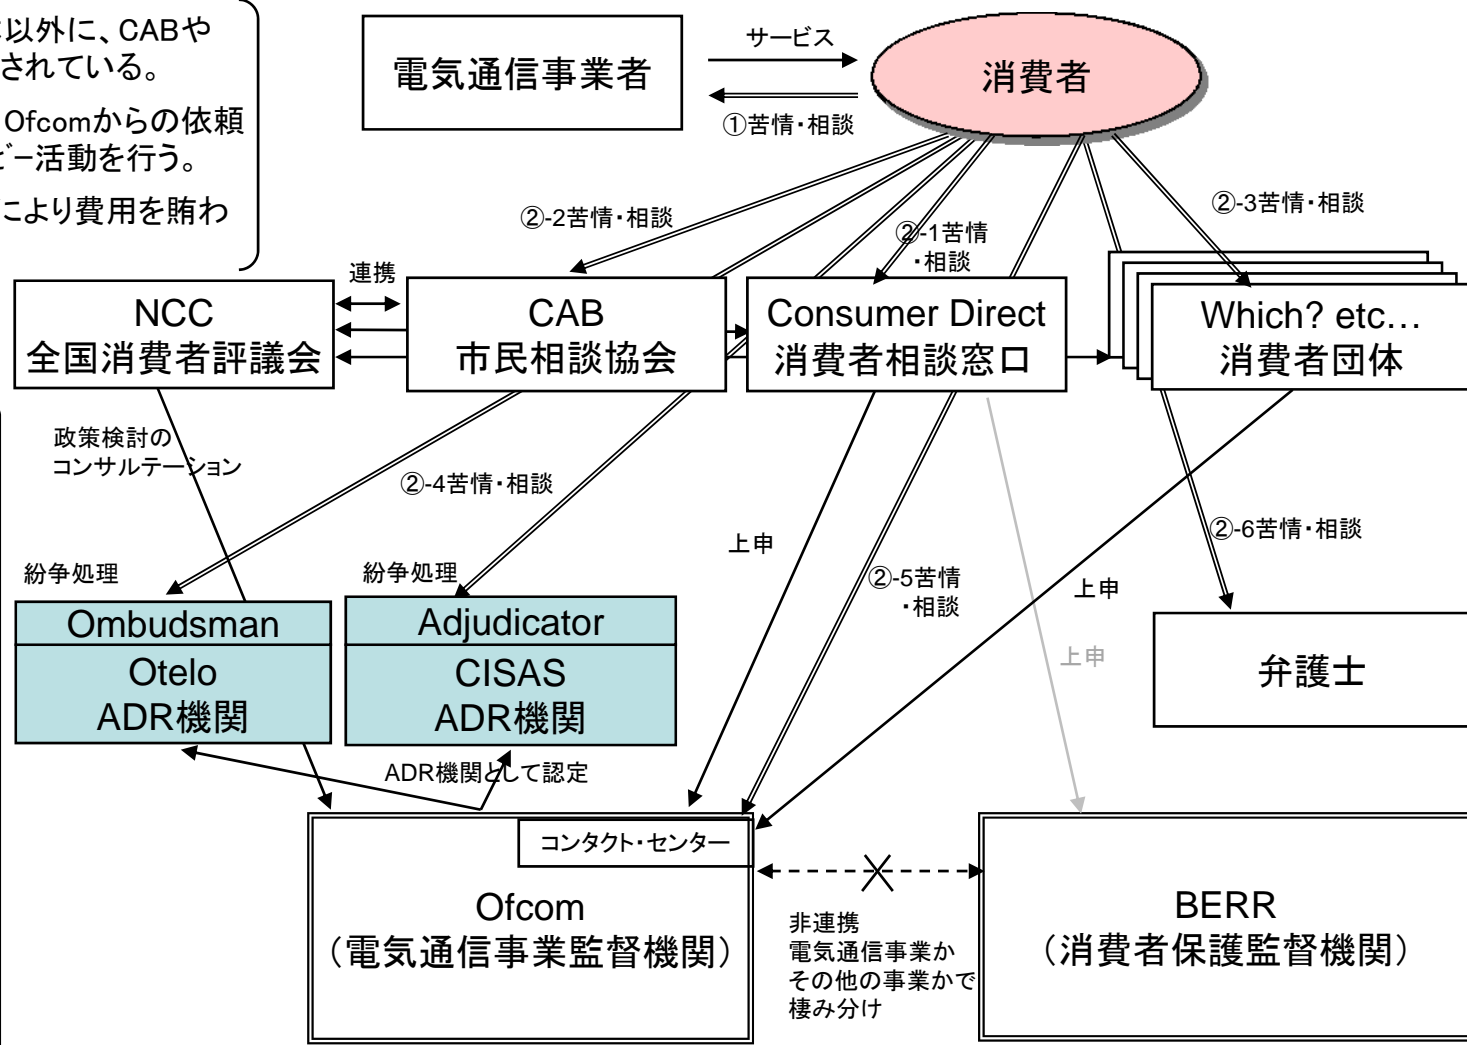 以外に、CABや
されている。
Ofcomからの依頼
ビー活動を行う。
により費用を賄わ
電気通信事業者
サービス
①苦情・相談
消費者
②-2苦情・相談
②-1苦情
・相談
②-3苦情・相談
連携
NCC
全国消費者評議会
CAB
市民相談協会
Consumer Direct
消費者相談窓口
Which? etc…
消費者団体
政策検討の
コンサルテーション
②-4苦情・相談
上申
②-5苦情
・相談
上申
上申
②-6苦情・相談
紛争処理
紛争処理
Ombudsman
Otelo
ADR機関
Adjudicator
CISAS
ADR機関
弁護士
ADR機関として認定
コンタクト・センター
Ofcom
（電気通信事業監督機関）
非連携
電気通信事業か
その他の事業かで
棲み分け
BERR
（消費者保護監督機関）